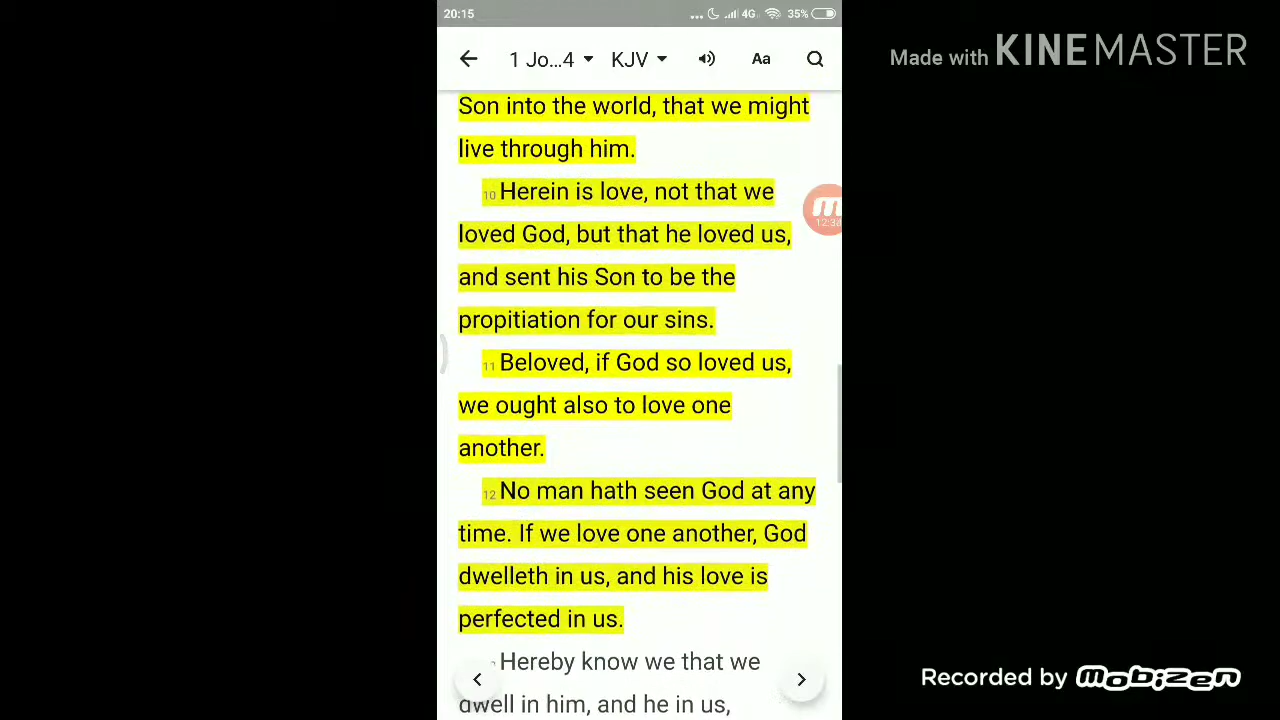 20:15
... 4G 35%
1 Jo...4 KJV Aa
Made with KINEMASTER
Son into the world, that we might
live through him.
10 Herein is love, not that we
loved God, but that he loved us,
12:38
and sent his Son to be the
propitiation for our sins.
11 Beloved, if God so loved us,
we ought also to love one
another.
12 No man hath seen God at any
time. If we love one another, God
dwelleth in us, and his love is
perfected in us.
Hereby know we that we
dwell in him, and he in us,
Recorded by mobizen